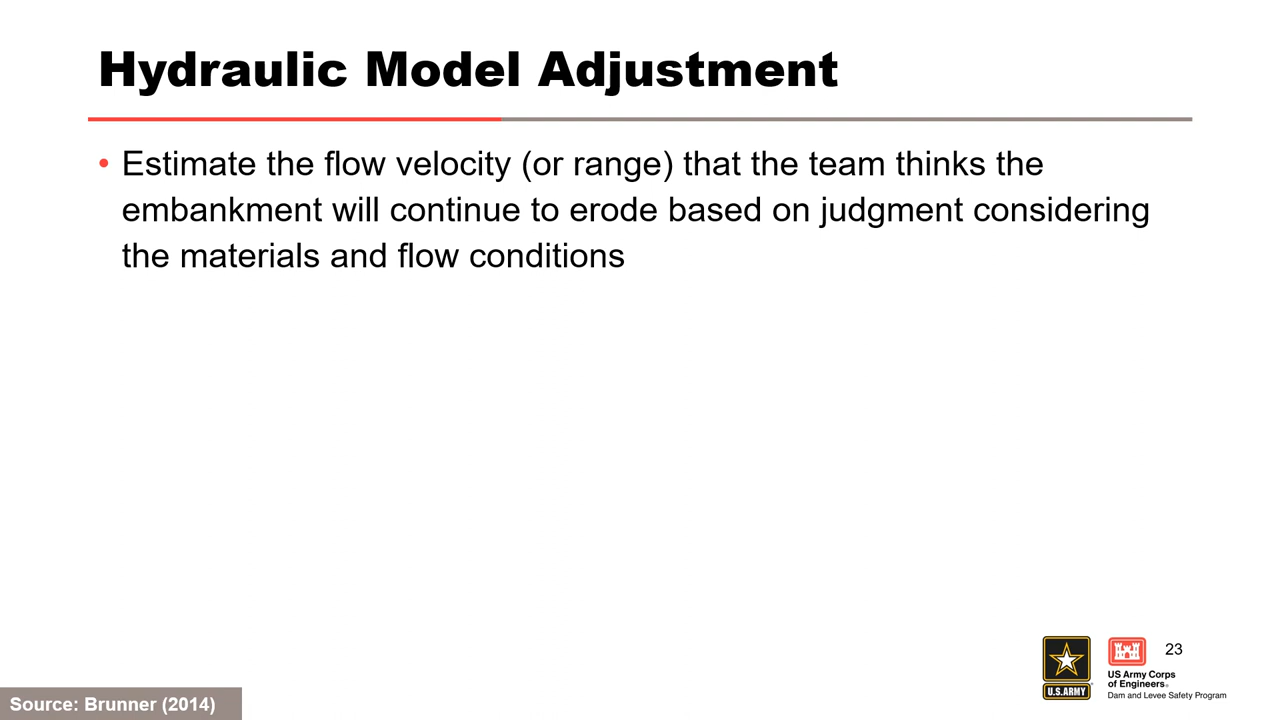 Hydraulic Model Adjustment
• Estimate the flow velocity (or range) that the team thinks the
embankment will continue to erode based on judgment considering
the materials and flow conditions
23
U.S.ARMY
US Army Corps
of Engineers®
Dam and Levee Safety Program
Source: Brunner (2014)